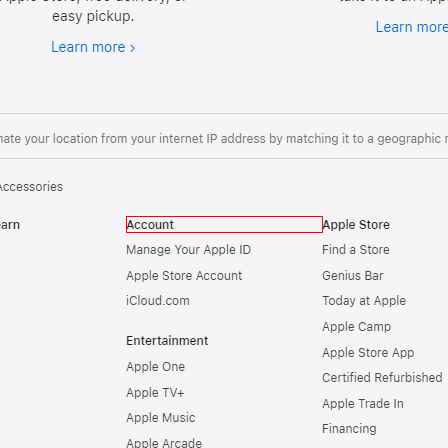 easy pickup.
Learn more >
Learn more
your location from your internet IP address by matching it to a geographic
Accessories
Account
Manage Your Apple ID
Apple Store Account
iCloud.com
Entertainment
Apple One
Apple TV+
Apple Music
Apple Arcade
Apple Store
Find a Store
Genius Bar
Today at Apple
Apple Camp
Apple Store App
Certified Refurbished
Apple Trade In
Financing